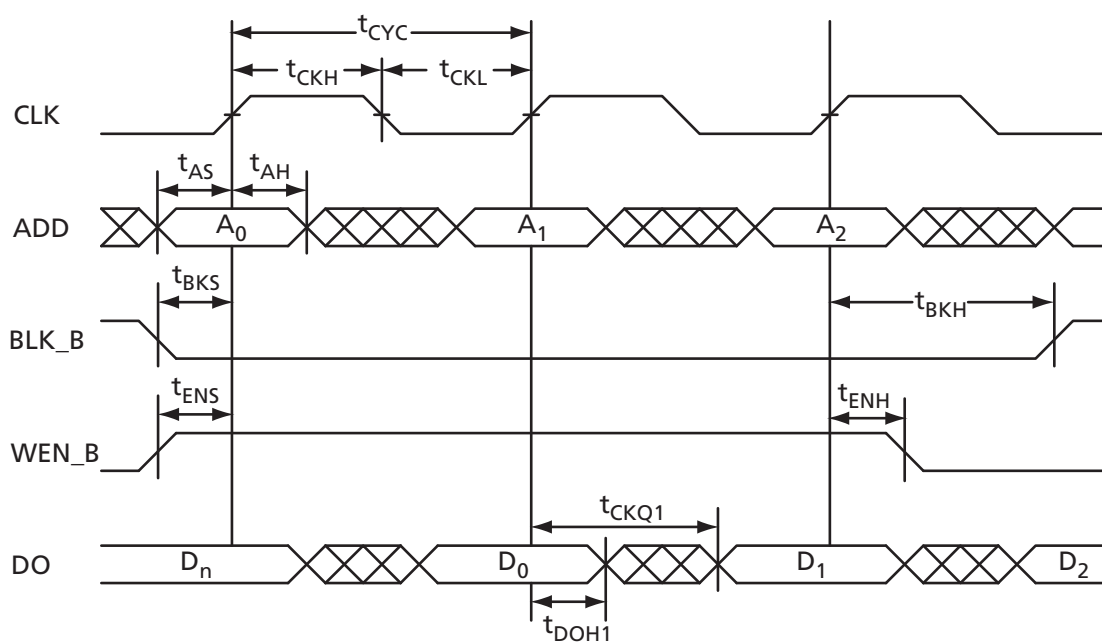 tCYC
tCKH tCKL
CLK
tAS tAH
ADD A0 A1 A2
tBKS tBKH
BLK_B
tENS tENH
WEN_B
tCKQ1
DO Dn D0 D1 D2
tDOH1